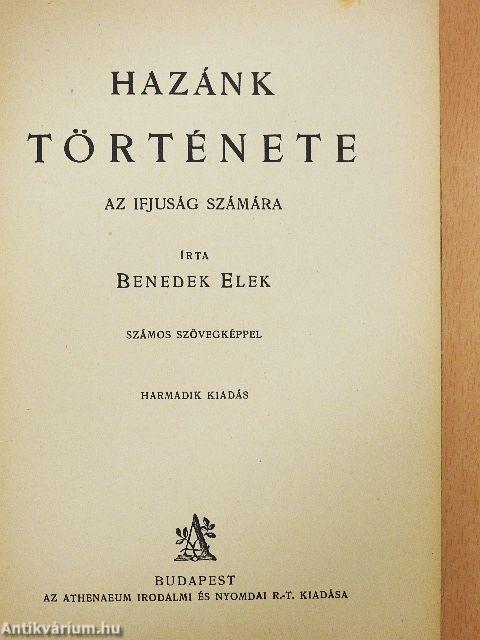 HAZÁNK
TÖRTÉNETE
AZ IFJUSÁG SZÁMÁRA
ÍRTA
BENEDEK ELEK
SZÁMOS SZÖVEGKÉPPEL
HARMADIK KIADÁS
A
BUDAPEST
AZ ATHENAEUM IRODALMI ÉS NYOMDAI R.-T. KIADÁSA
Antikvárium.hu